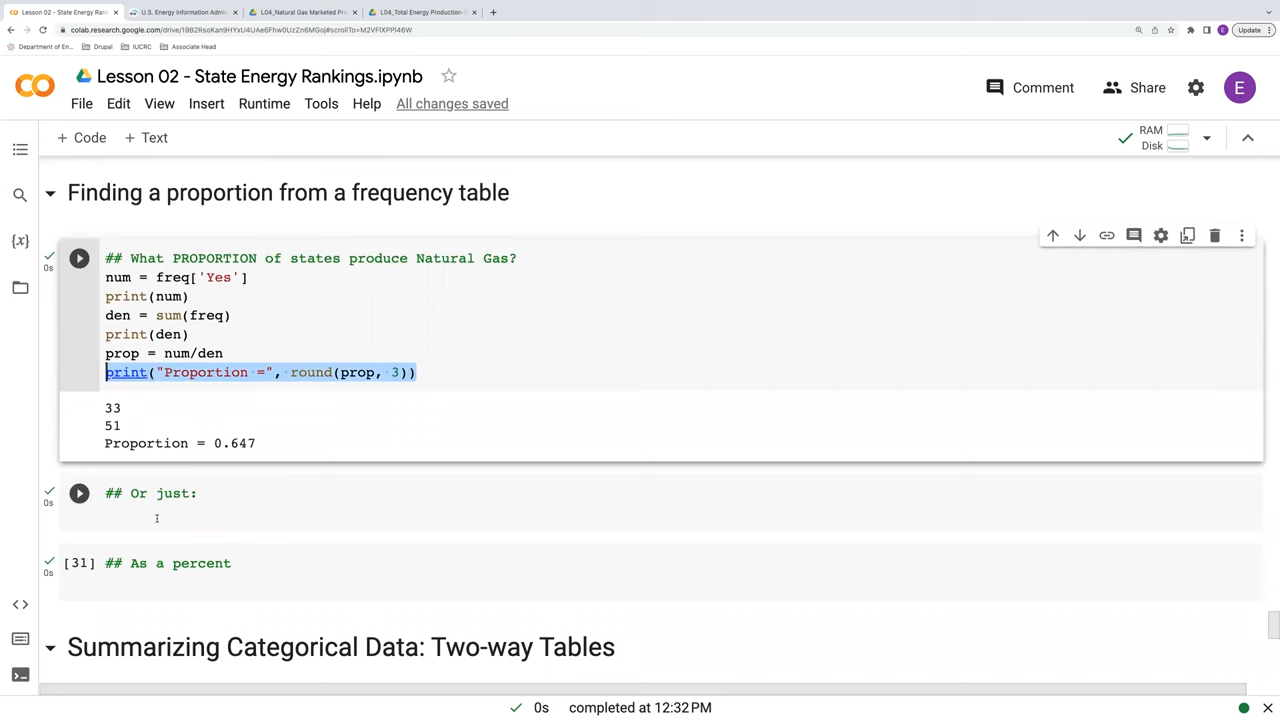 Lesson 02 - State Energy Rank
U.S. Energy Information Admin
L04_Natural Gas Marketed Pro
L04_Total Energy Production-
colab.research.google.com/drive/19B2RsoKan9HYxU4UAe6Fhw0UzZn6MGoj#scrollTo=M2VFIXPPI46W
E
Update
Department of En...
Drupal
IUCRC
Associate Head
CO
Lesson 02 - State Energy Rankings.ipynb
File Edit View Insert Runtime Tools Help All changes saved
Comment
Share
E
+ Code + Text
RAM
Disk
Finding a proportion from a frequency table
{x}
0s
## What PROPORTION of states produce Natural Gas?
num = freq['Yes']
print(num)
den = sum(freq)
print(den)
prop = num/den
print("Proportion =", round(prop, 3))
33
51
Proportion = 0.647
0s
## Or just:
0s
[31] ## As a percent
Summarizing Categorical Data: Two-way Tables
0s completed at 12:32 PM